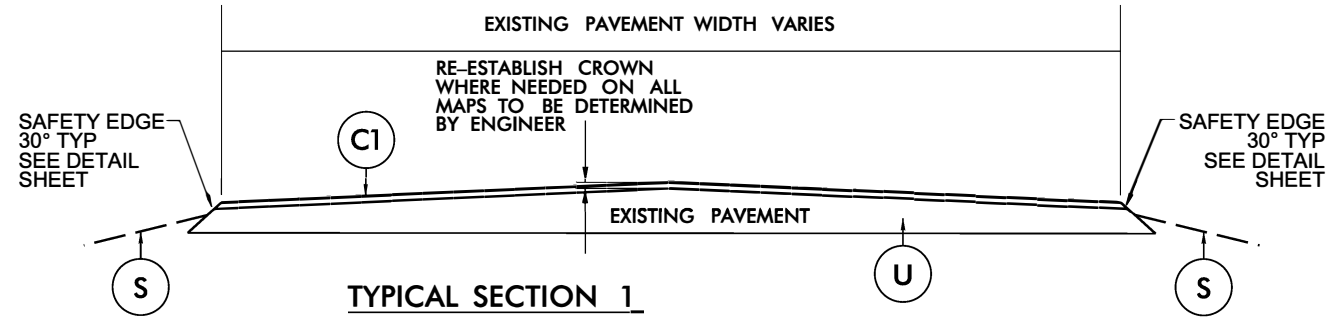 EXISTING PAVEMENT WIDTH VARIES
RE-ESTABLISH CROWN
WHERE NEEDED ON ALL
MAPS TO BE DETERMINED
BY ENGINEER
SAFETY EDGE
30° TYP
SEE DETAIL
SHEET
C1
SAFETY EDGE
30° TYP
SEE DETAIL
SHEET
EXISTING PAVEMENT
S
U
S
TYPICAL SECTION 1